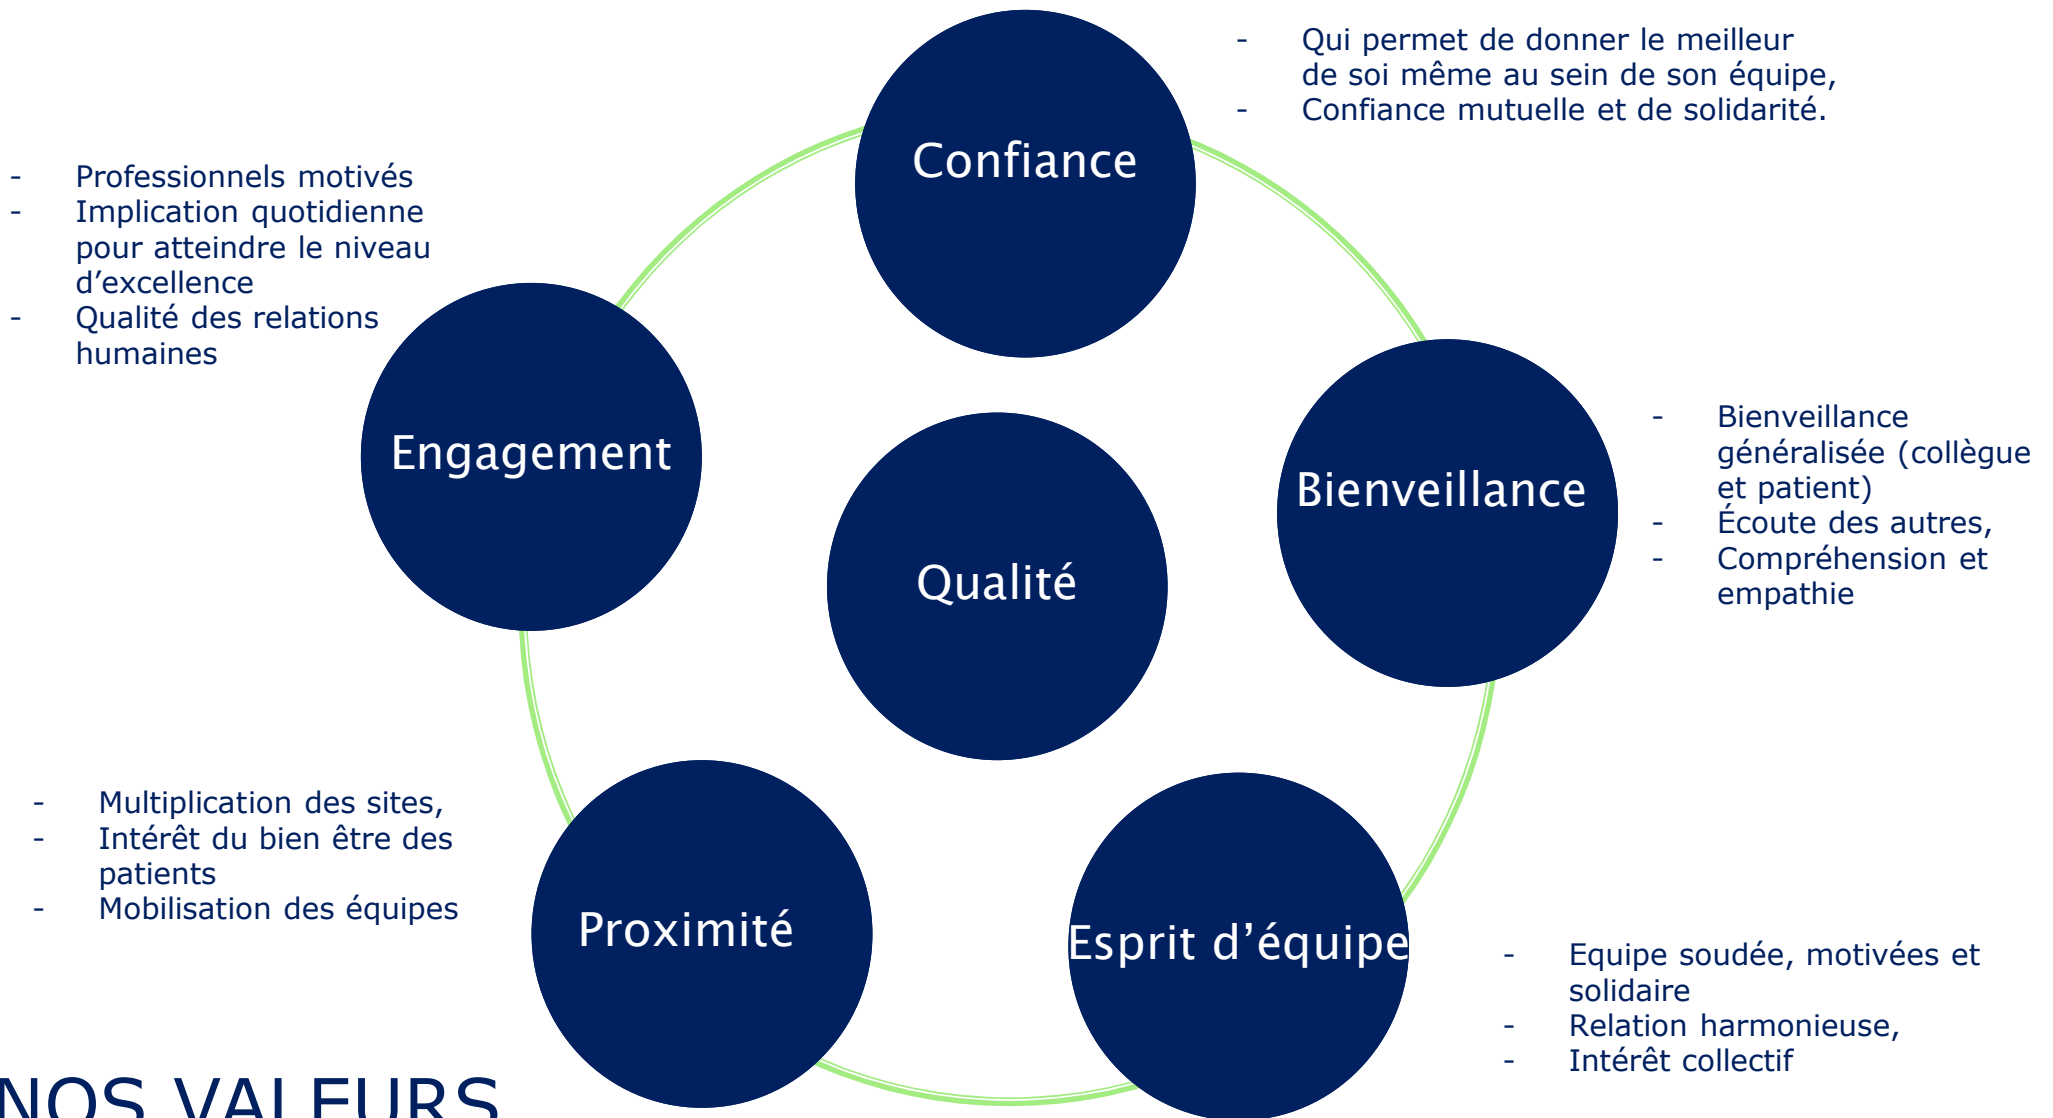 - Qui permet de donner le meilleur
de soi même au sein de son équipe,
- Confiance mutuelle et de solidarité.
Confiance
- Professionnels motivés
- Implication quotidienne
pour atteindre le niveau
d’excellence
- Qualité des relations
humaines
Engagement
- Bienveillance
généralisée (collègue
et patient)
- Écoute des autres,
- Compréhension et
empathie
Bienveillance
Qualité
- Multiplication des sites,
- Intérêt du bien être des
patients
- Mobilisation des équipes
Proximité
Esprit d’équipe
- Equipe soudée, motivées et
solidaire
- Relation harmonieuse,
- Intérêt collectif
NOS VALEURS